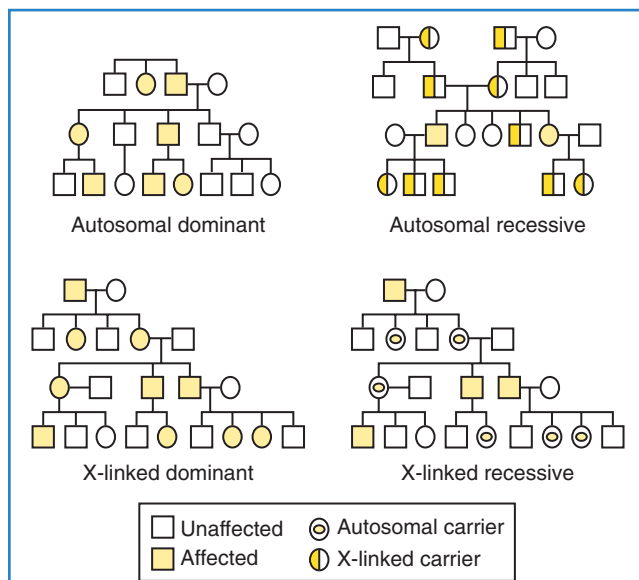 Autosomal dominant
Autosomal recessive
X-linked dominant
X-linked recessive
Unaffected
Autosomal carrier
Affected
X-linked carrier